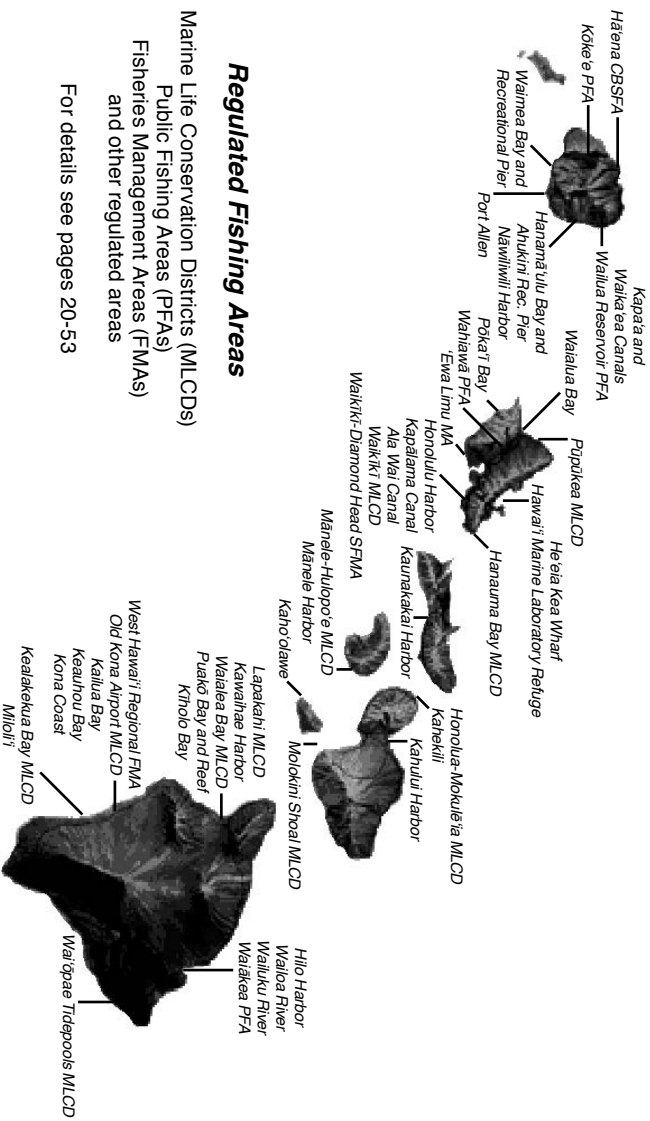 Kapa‘a and
Waika‘ea Canals
Wailua Reservoir PFA
Hā‘ena CBSFA
Kōke‘e PFA
Waimea Bay and
Recreational Pier
Port Allen
Hanamā‘ulu Bay and
Ahukini Rec. Pier
Nāwiliwili Harbor
Waialua Bay
Pūpūkea MLCD
He‘eia Kea Wharf
Hawai‘i Marine Laboratory Refuge
Hanauma Bay MLCD
Pōka‘ī Bay
Wahiawā PFA
‘Ewa Limu MA
Honolulu Harbor
Kapālama Canal
Ala Wai Canal
Waikīkī MLCD
Waikīkī-Diamond Head SFMA
Kaunakakai Harbor
Mānele-Hulopo‘e MLCD
Mānele Harbor
Kaho‘olawe
Honolua-Mokulē‘ia MLCD
Kahekili
Kahului Harbor
Molokini Shoal MLCD
Lapakahi MLCD
Kawaihae Harbor
Waialea Bay MLCD
Puakō Bay and Reef
Kīholo Bay
West Hawai‘i Regional FMA
Old Kona Airport MLCD
Kailua Bay
Keauhou Bay
Kona Coast
Kealakekua Bay MLCD
Miloli‘i
Hilo Harbor
Wailoa River
Wailuku River
Waiākea PFA
Wai‘ōpae Tidepools MLCD
Regulated Fishing Areas
Marine Life Conservation Districts (MLCDs)
Public Fishing Areas (PFAs)
Fisheries Management Areas (FMAs)
and other regulated areas
For details see pages 20-53